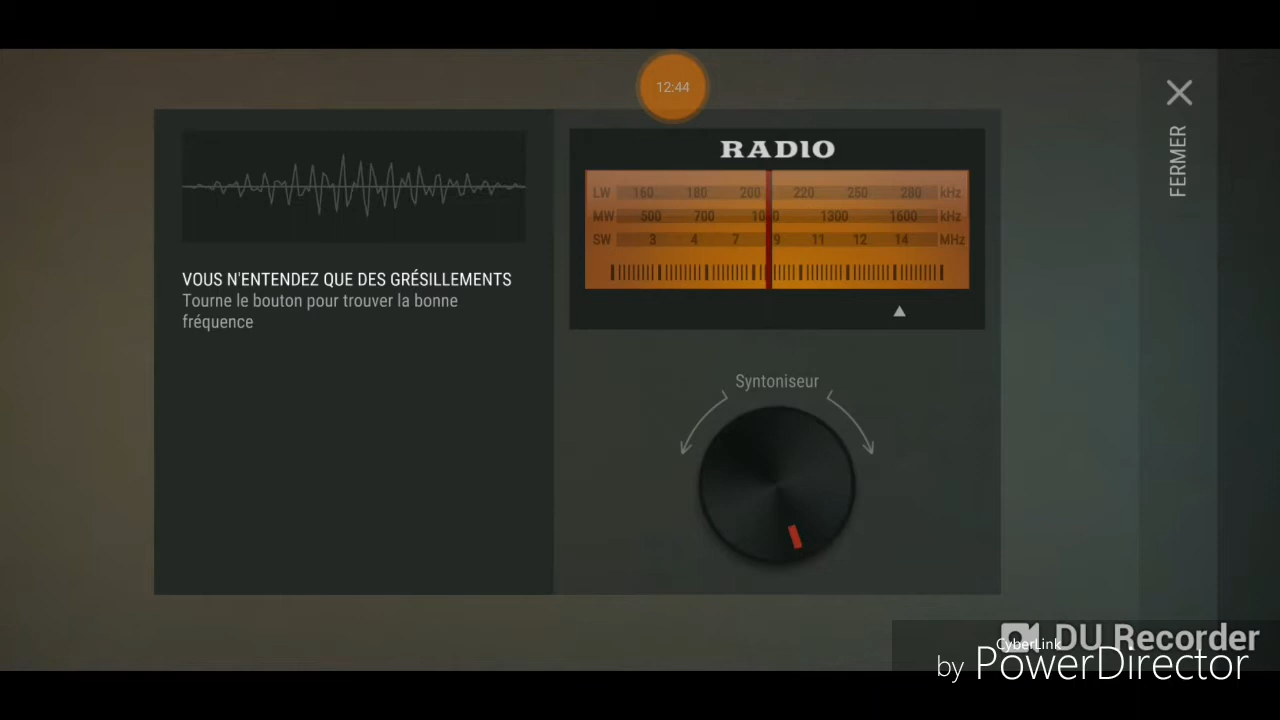 12:44
FERMER
RADIO
LW 160 180 200 220 250 280 kHz
MW 500 700 1300 1600 kHz
SW 3 4 7 9 11 12 14 MHz
VOUS N'ENTENDEZ QUE DES GRÉSILLEMENTS
Tourne le bouton pour trouver la bonne
fréquence
Syntoniseur
DU Recorder
CyberLink
by PowerDirector